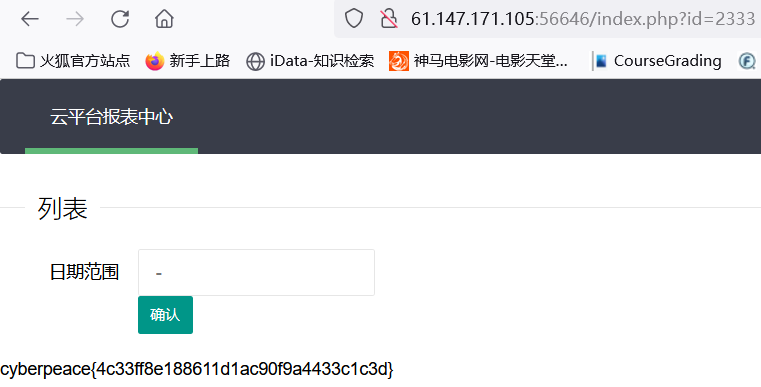 61.147.171.105:56646/index.php?id=2333
火狐官方站点 新手上路 iData-知识检索 神马电影网-电影天堂... CourseGrading
云平台报表中心
列表
日期范围 -
确认
cyberpeace{4c33ff8e188611d1ac90f9a4433c1c3d}